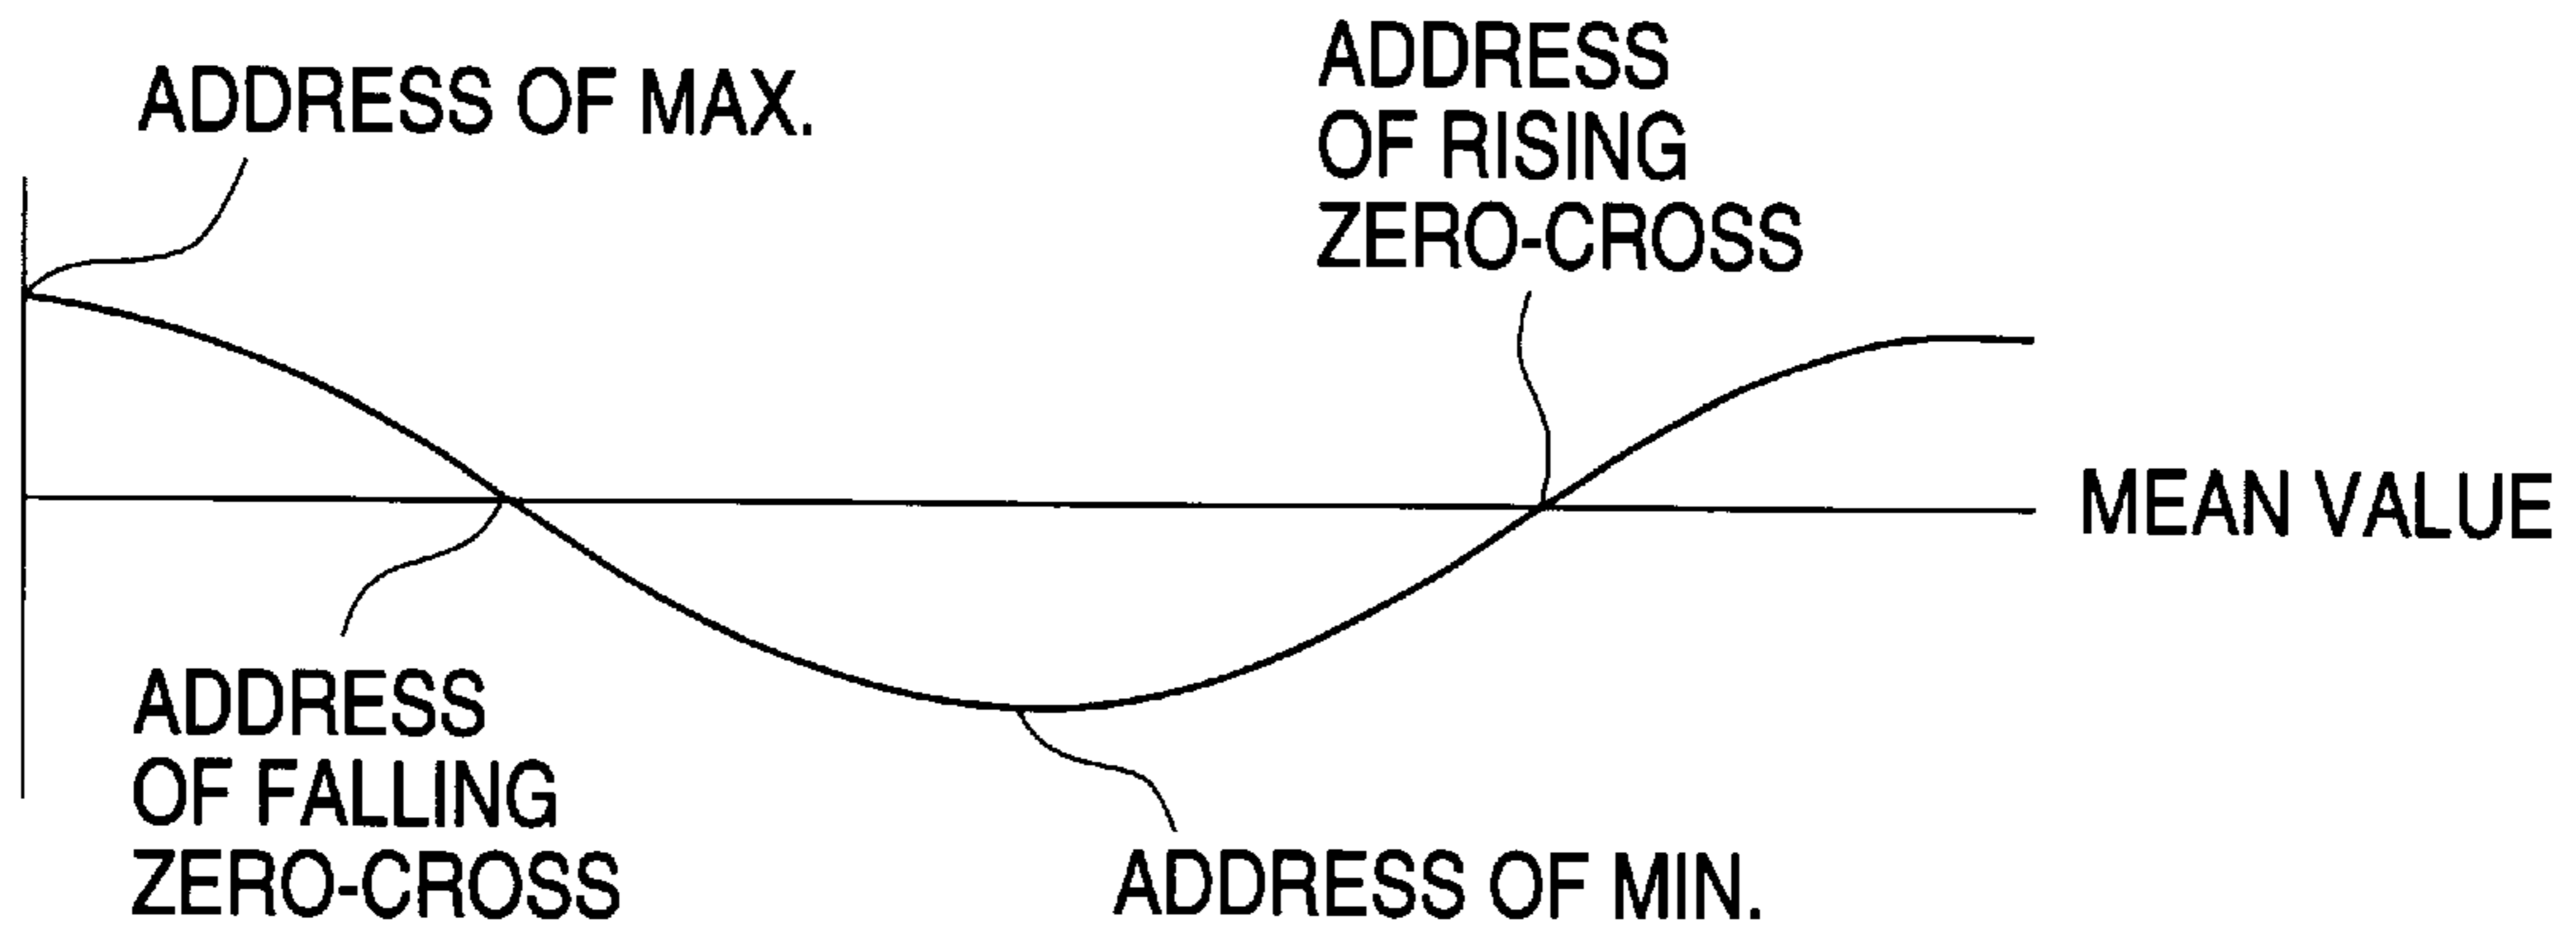 ADDRESS OF MAX.
ADDRESS
OF RISING
ZERO-CROSS
MEAN VALUE
ADDRESS
OF FALLING
ZERO-CROSS
ADDRESS OF MIN.